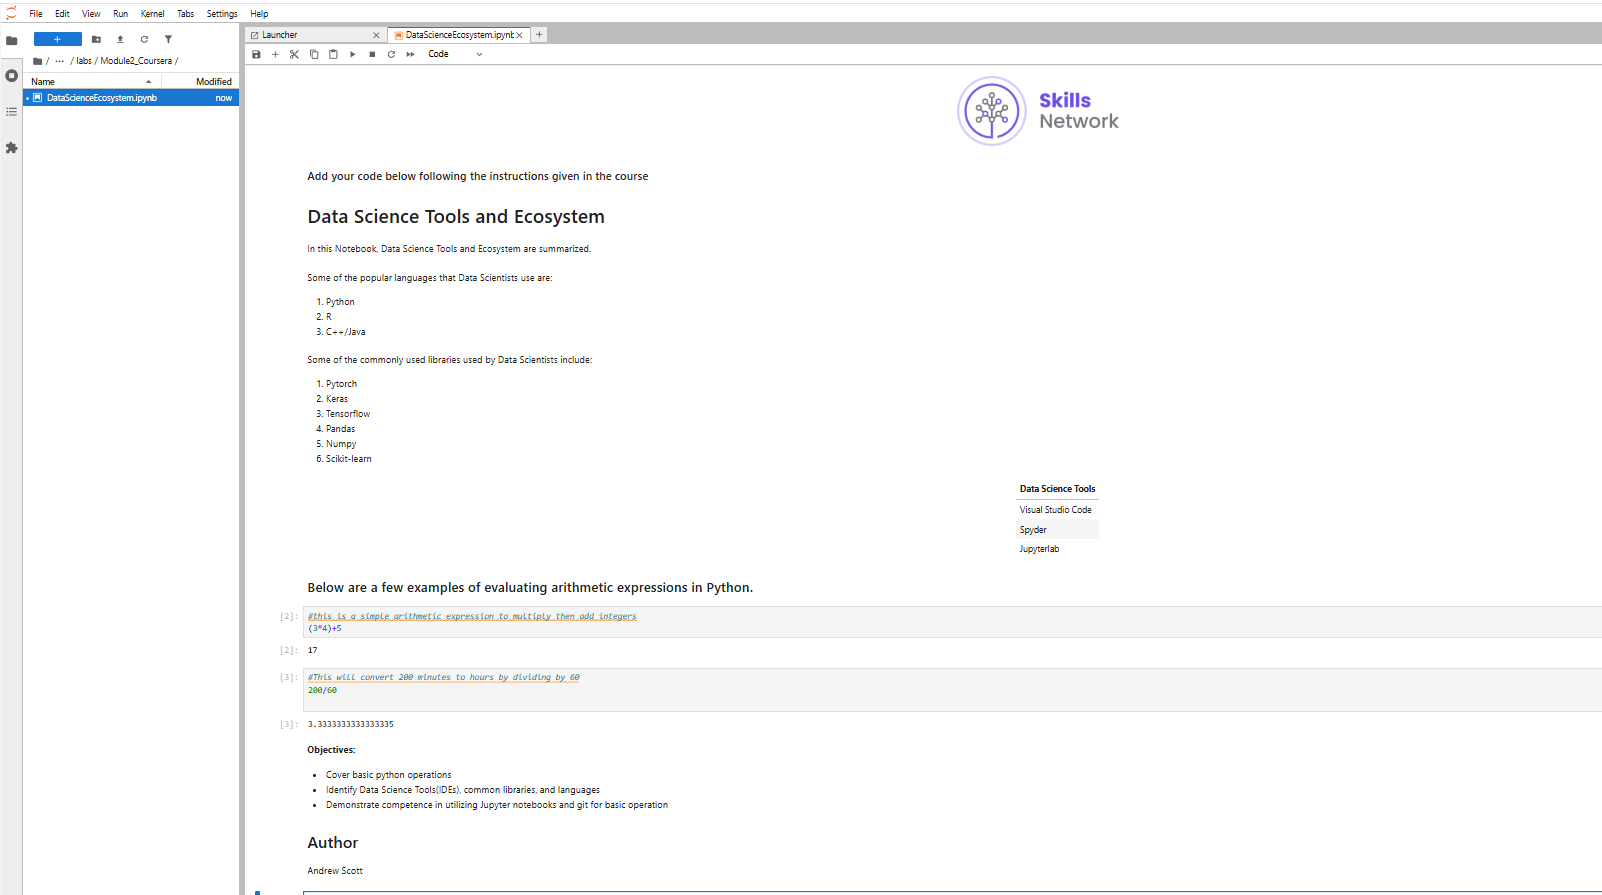 File Edit View Run Kernel Tabs Settings Help
+
/ ··· / labs / Module2_Coursera /
Name Modified
DataScienceEcosystem.ipynb now
Launcher
DataScienceEcosystem.ipynb
Code
Skills
Network
Add your code below following the instructions given in the course
Data Science Tools and Ecosystem
In this Notebook, Data Science Tools and Ecosystem are summarized.
Some of the popular languages that Data Scientists use are:
1. Python
2. R
3. C++/Java
Some of the commonly used libraries used by Data Scientists include:
1. Pytorch
2. Keras
3. Tensorflow
4. Pandas
5. Numpy
6. Scikit-learn
Data Science Tools
Visual Studio Code
Spyder
Jupyterlab
Below are a few examples of evaluating arithmetic expressions in Python.
[2]: #this is a simple arithmetic expression to multiply then add integers
(3*4)+5
[2]: 17
[3]: #This will convert 200 minutes to hours by dividing by 60
200/60
[3]: 3.3333333333333335
Objectives:
• Cover basic python operations
• Identify Data Science Tools(IDEs), common libraries, and languages
• Demonstrate competence in utilizing Jupyter notebooks and git for basic operation
Author
Andrew Scott